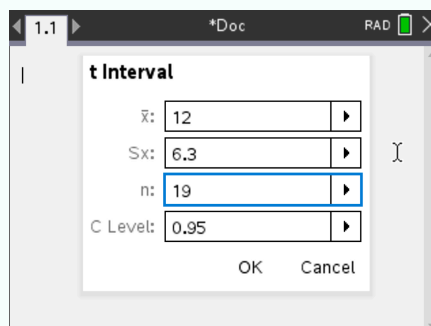 1.1 *Doc RAD
t Interval
x̄: 12
Sx: 6.3
n: 19
C Level: 0.95
OK Cancel